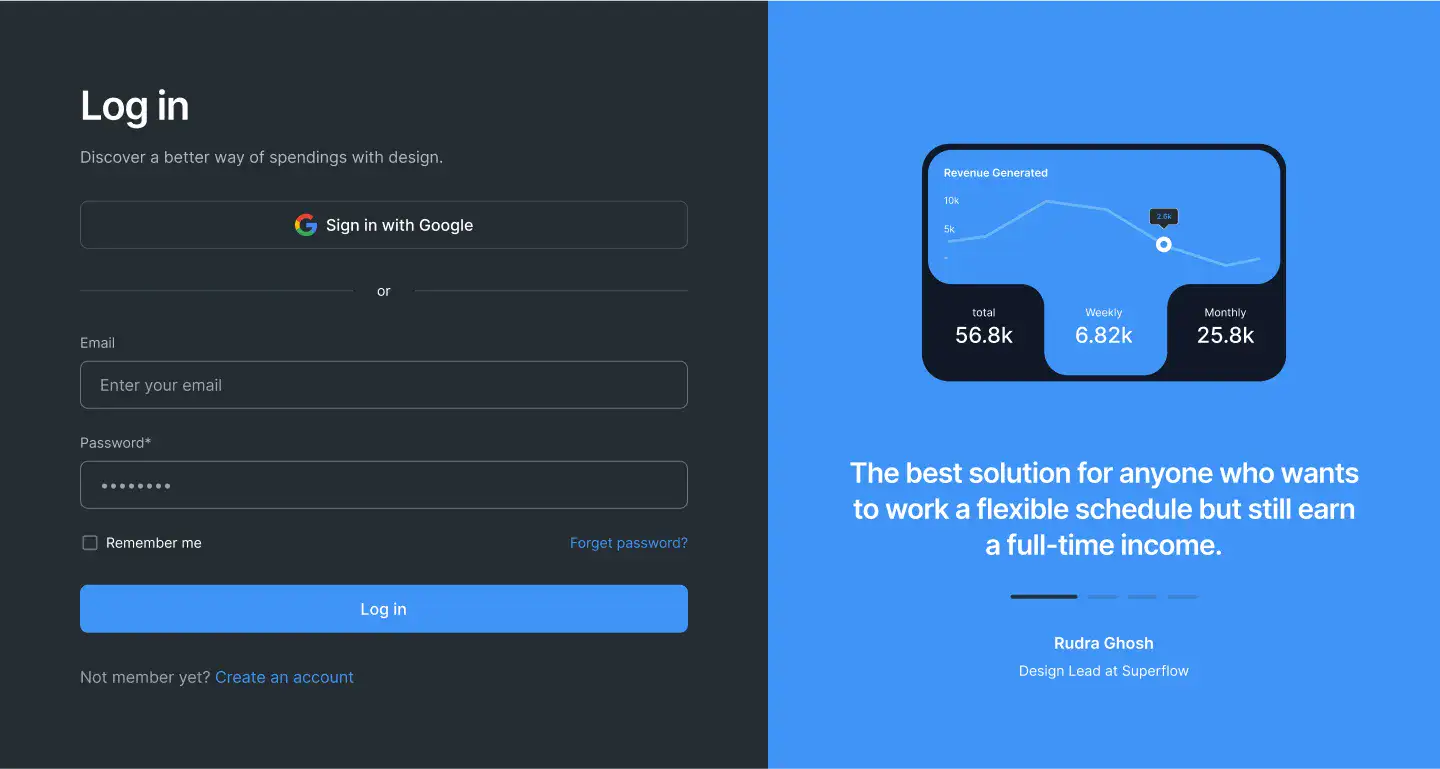 Log in
Discover a better way of spendings with design.
Sign in with Google
or
Email
Enter your email
Password*
••••••••
Remember me
Forget password?
Log in
Not member yet? Create an account
Revenue Generated
10k
5k
-
2.6k
total
56.8k
Weekly
6.82k
Monthly
25.8k
The best solution for anyone who wants
to work a flexible schedule but still earn
a full-time income.
Rudra Ghosh
Design Lead at Superflow